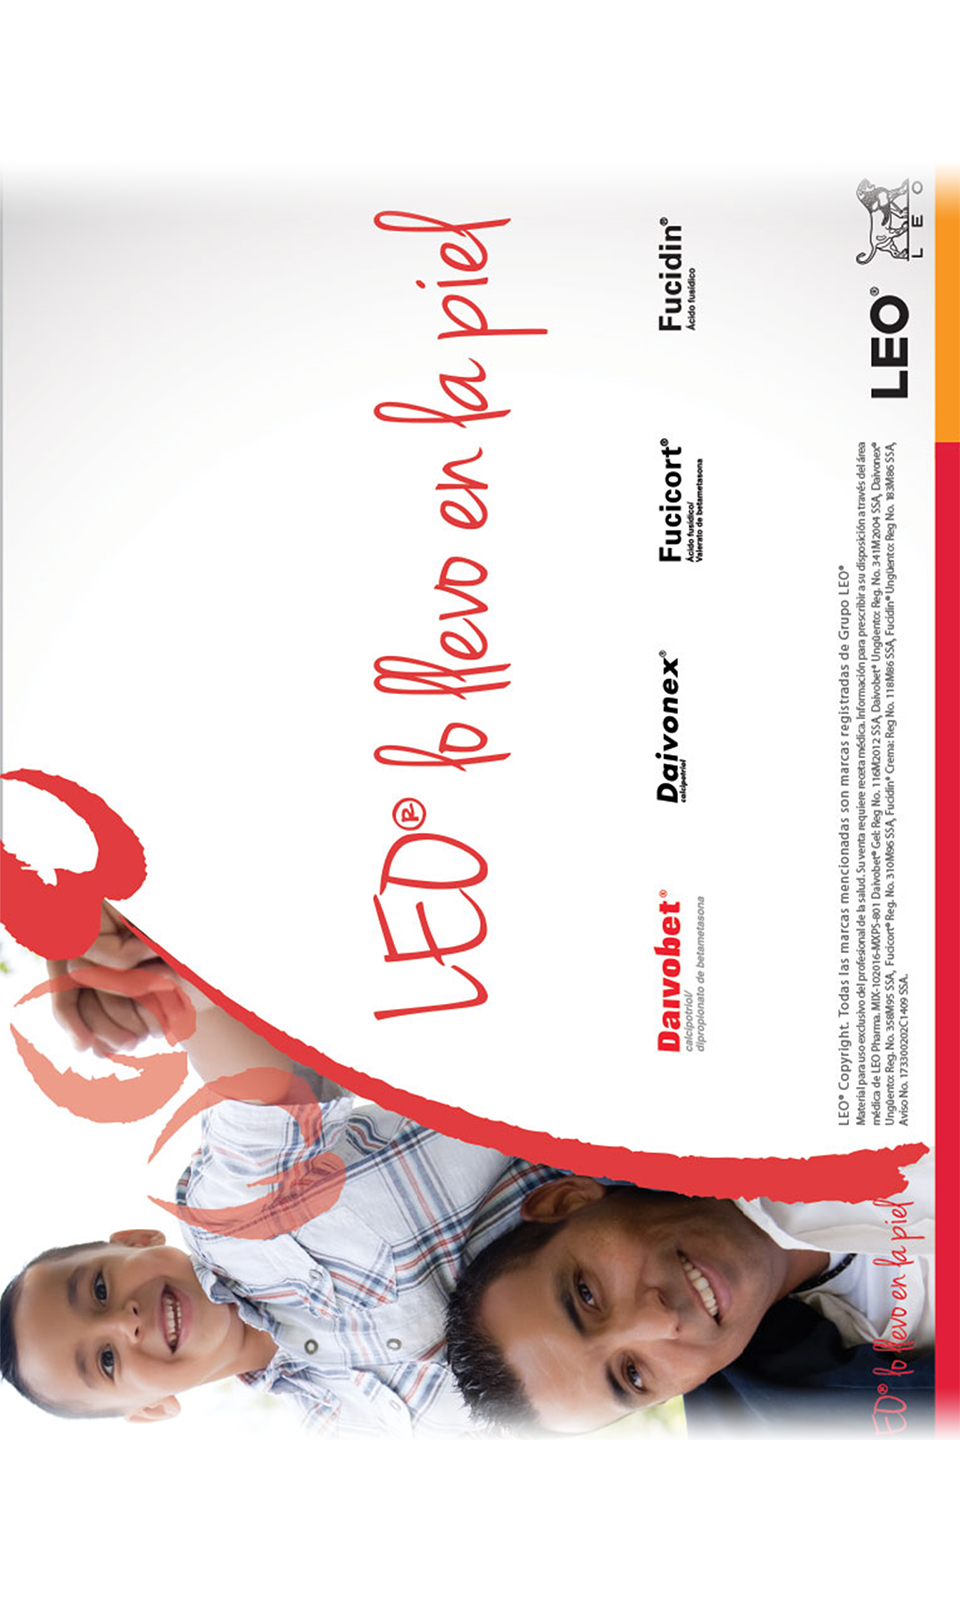 LEO® lo llevo en la piel
Daivobet®
calcipotriol/
dipropionato de betametasona
Daivonex®
calcipotriol
Fucicort®
Ácido fusídico/
Valerato de betametasona
Fucidin®
Ácido fusídico
LEO® Copyright. Todas las marcas mencionadas son marcas registradas de Grupo LEO®
Material para uso exclusivo del profesional de la salud. Su venta requiere receta médica. Información para prescribir a su disposición a través del área
médica de LEO Pharma. MIX-102016-MXPS-801 Daivobet® Gel: Reg No. 116M2012 SSA, Daivobet® Ungüento: Reg. No. 341M2004 SSA, Daivonex®
Ungüento: Reg. No. 358M95 SSA, Fucicort® Reg. No. 310M96 SSA, Fucidin® Crema: Reg No. 118M86 SSA, Fucidin® Ungüento: Reg No. 183M86 SSA,
Aviso No. 173300202C1409 SSA.
LEO®
LEO
EO® lo llevo en la piel